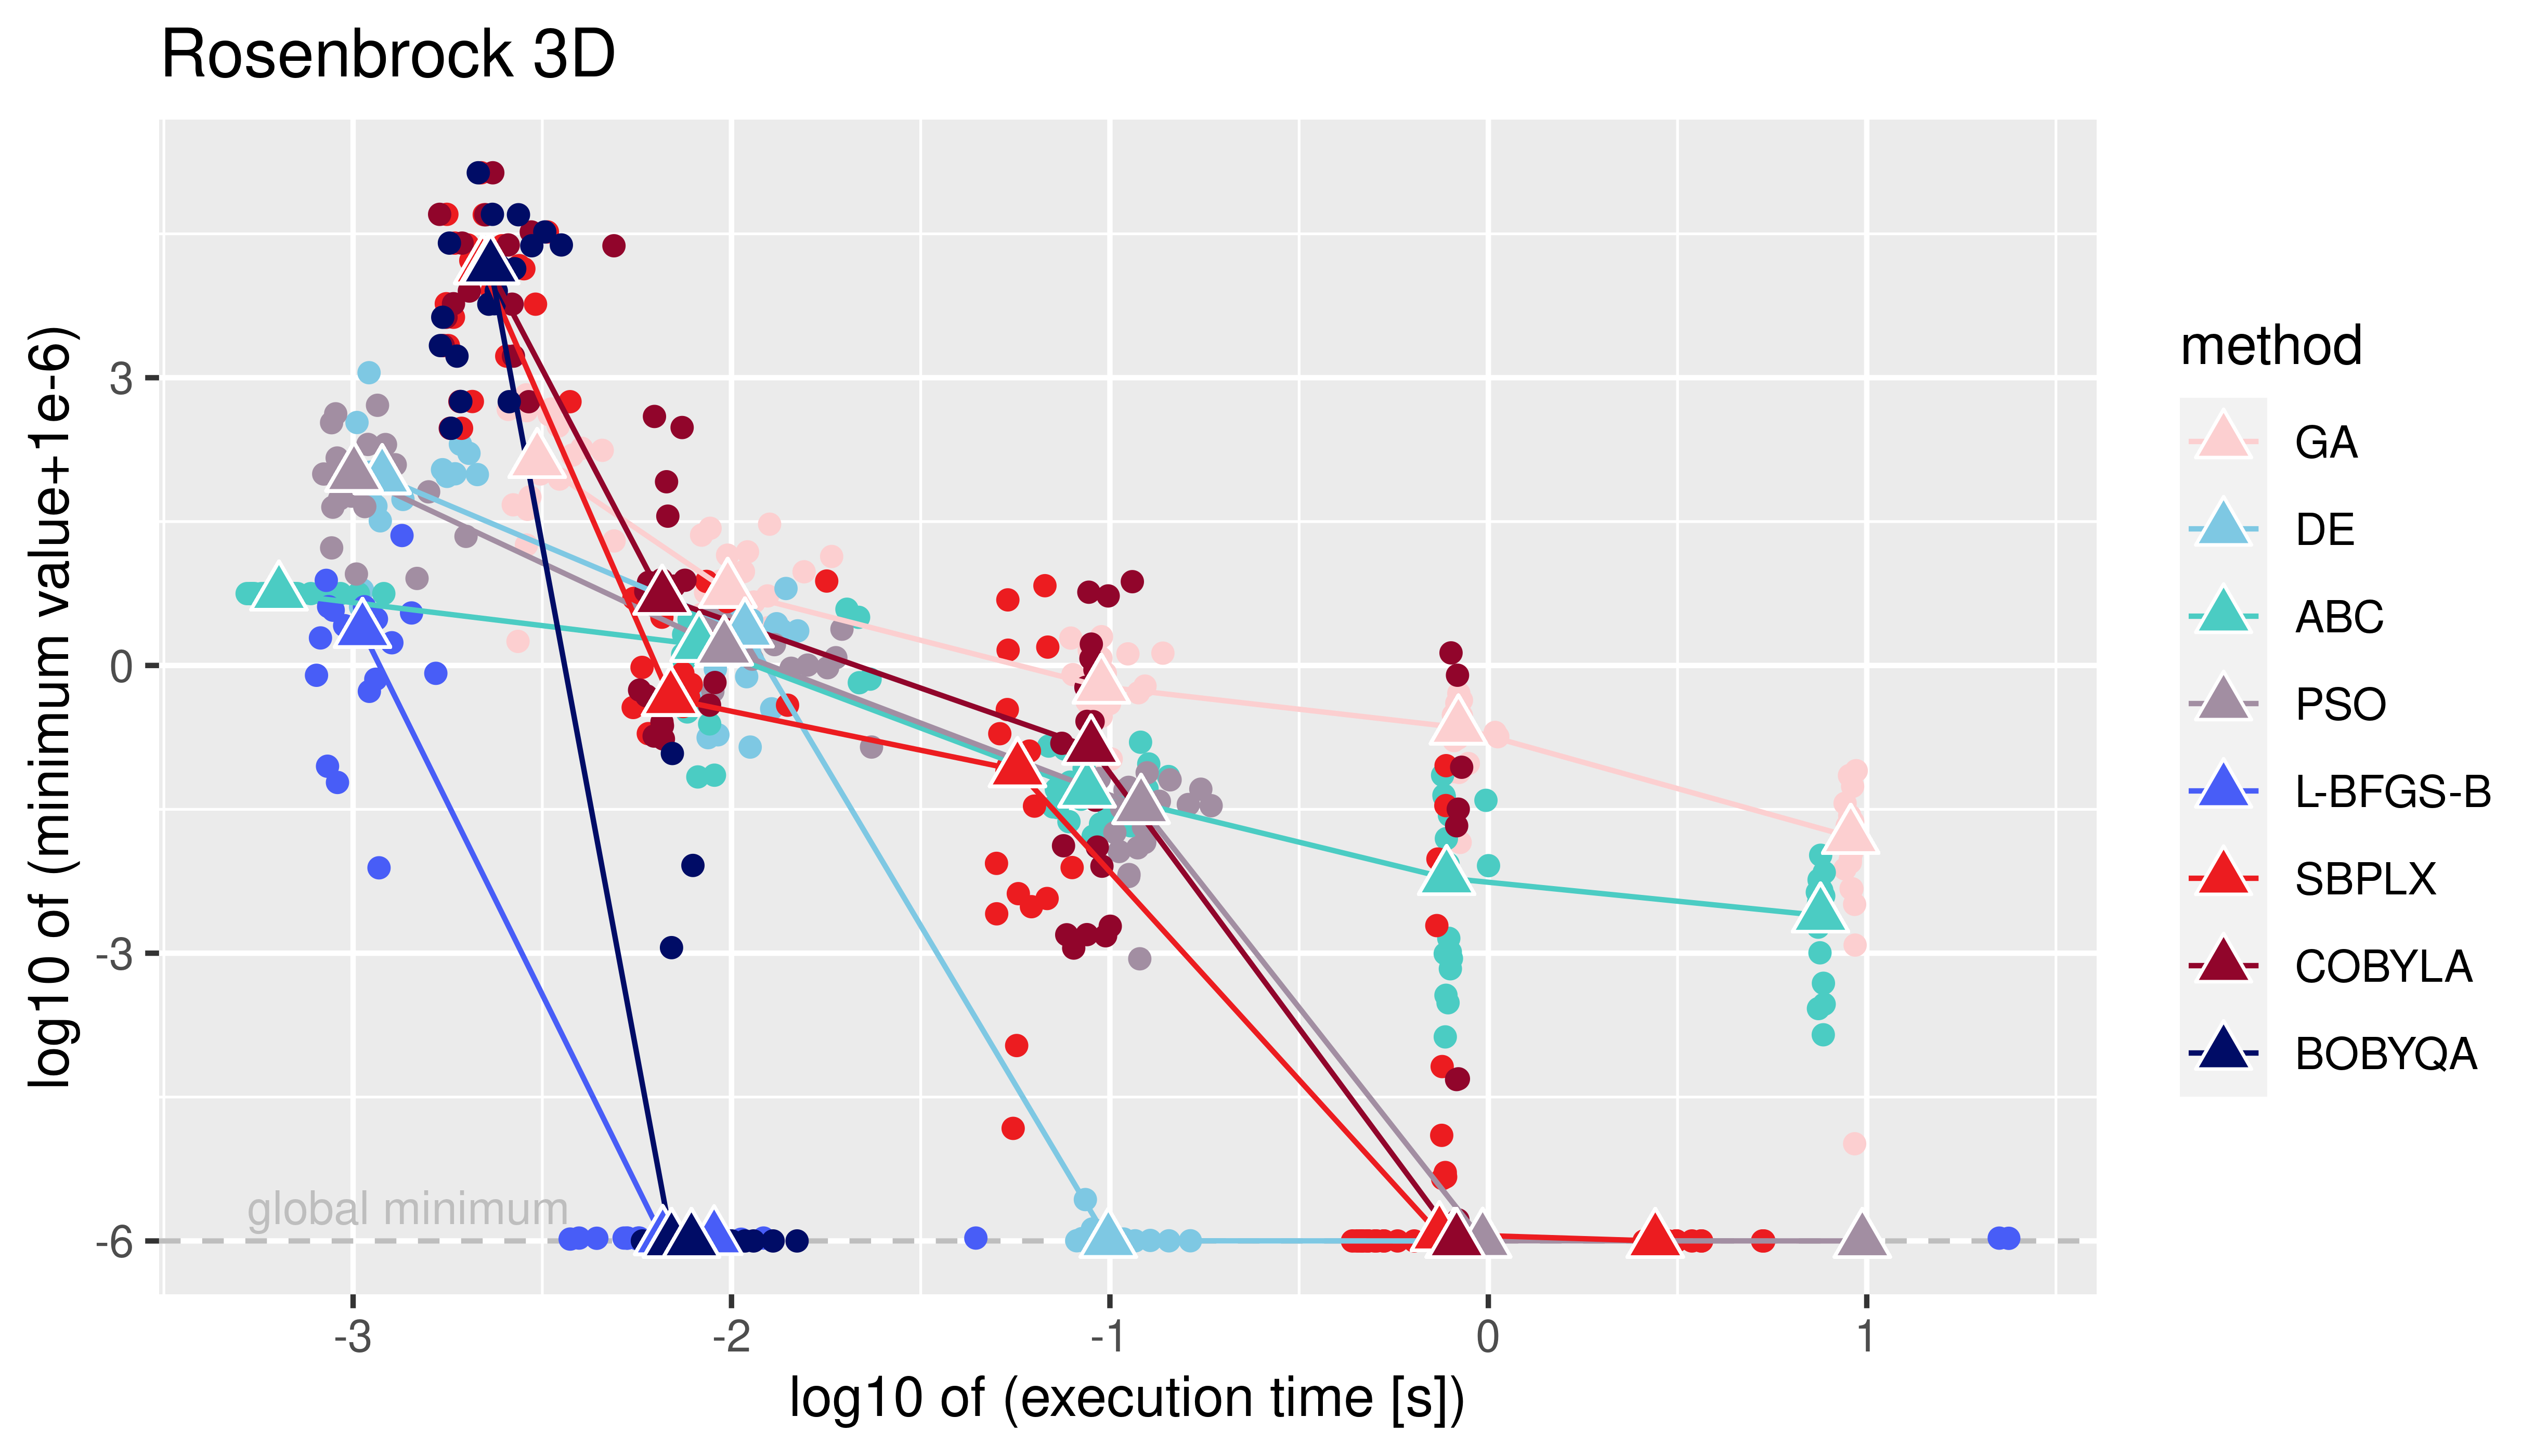 Rosenbrock 3D
log10 of (minimum value+1e-6)
3
0
-3
-6
global minimum
-3
-2
-1
0
1
log10 of (execution time [s])
method
GA
DE
ABC
PSO
L-BFGS-B
SBPLX
COBYLA
BOBYQA